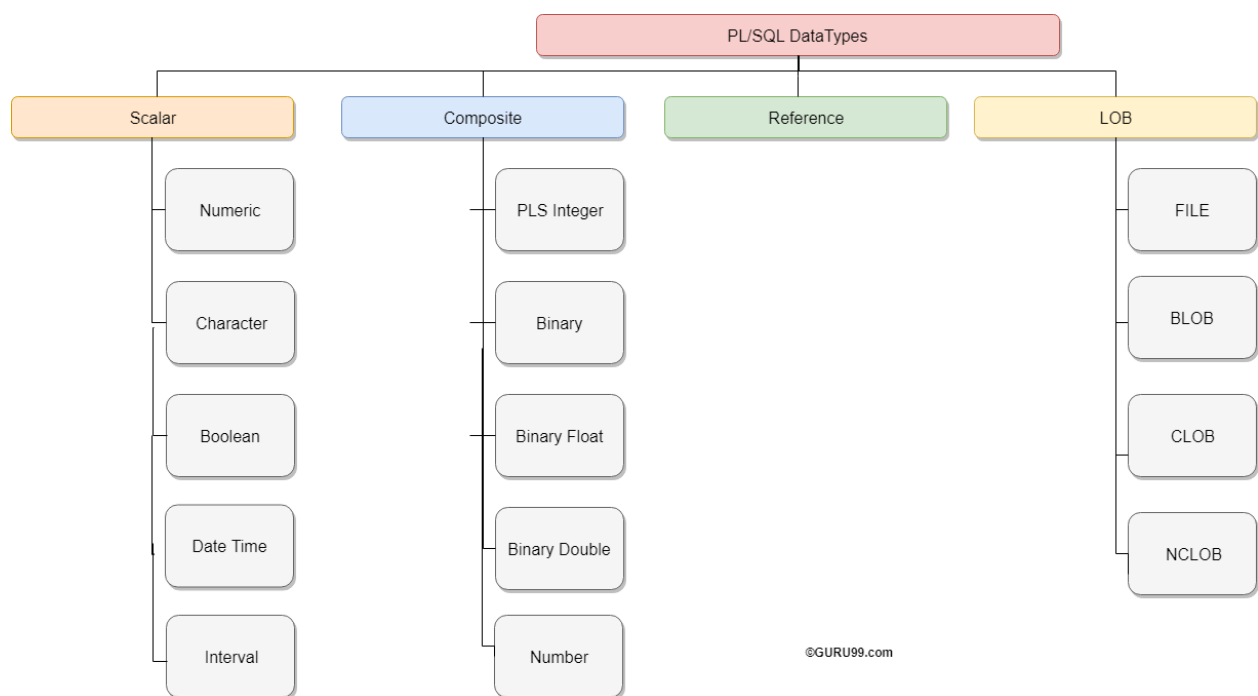 PL/SQL DataTypes
Scalar
Composite
Reference
LOB
Numeric
PLS Integer
FILE
Character
Binary
BLOB
Boolean
Binary Float
CLOB
Date Time
Binary Double
NCLOB
Interval
Number
©GURU99.com